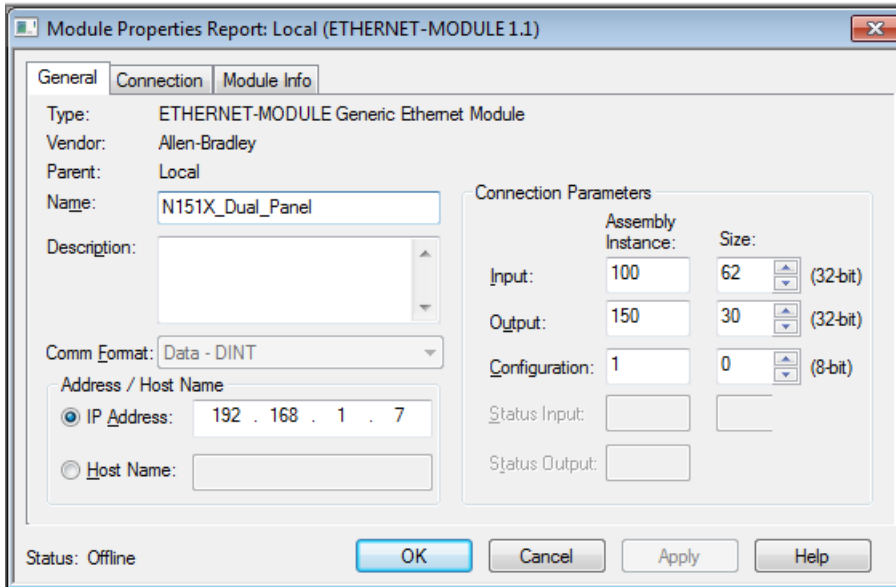 Module Properties Report: Local (ETHERNET-MODULE 1.1)
General Connection Module Info
Type: ETHERNET-MODULE Generic Ethernet Module
Vendor: Allen-Bradley
Parent: Local
Name: N151X_Dual_Panel
Description:
Comm Format: Data - DINT
Address / Host Name
IP Address: 192 . 168 . 1 . 7
Host Name:
Connection Parameters
Assembly Instance: Size:
Input: 100 62 (32-bit)
Output: 150 30 (32-bit)
Configuration: 1 0 (8-bit)
Status Input:
Status Output:
Status: Offline
OK Cancel Apply Help